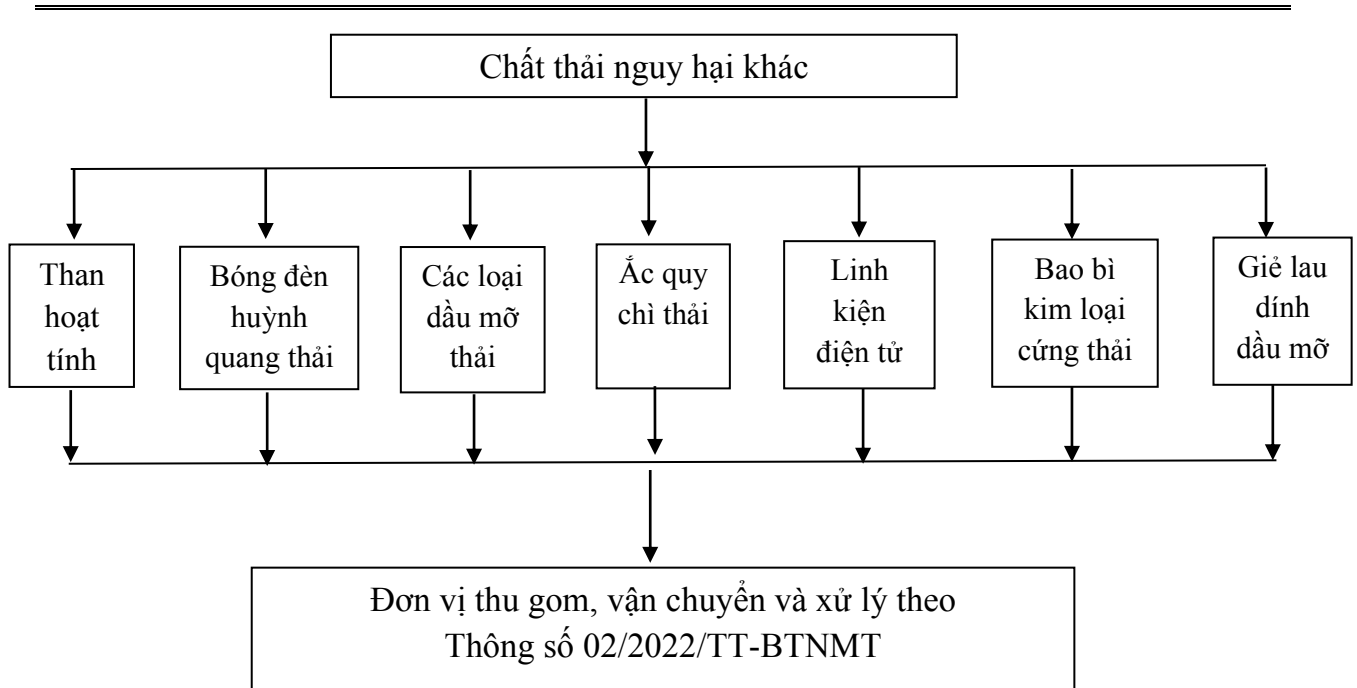 Chất thải nguy hại khác
Than
hoạt
tính
Bóng đèn
huỳnh
quang thải
Các loại
dầu mỡ
thải
Ắc quy
chì thải
Linh
kiện
điện tử
Bao bì
kim loại
cứng thải
Giẻ lau
dính
dầu mỡ
Đơn vị thu gom, vận chuyển và xử lý theo
Thông số 02/2022/TT-BTNMT